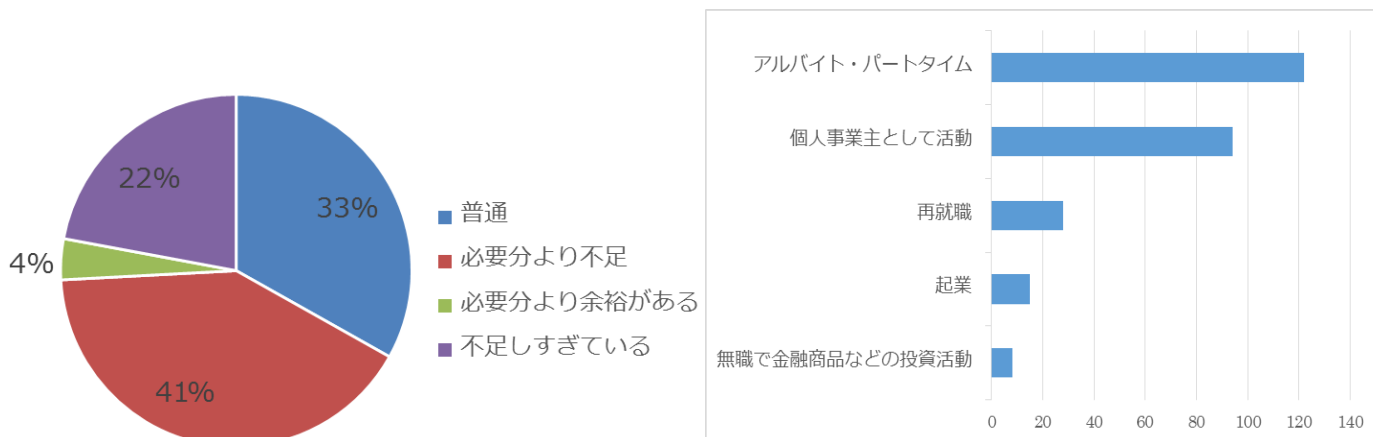 33%
41%
4%
22%
普通
必要分より不足
必要分より余裕がある
不足しすぎている
アルバイト・パートタイム
個人事業主として活動
再就職
起業
無職で金融商品などの投資活動
0 20 40 60 80 100 120 140